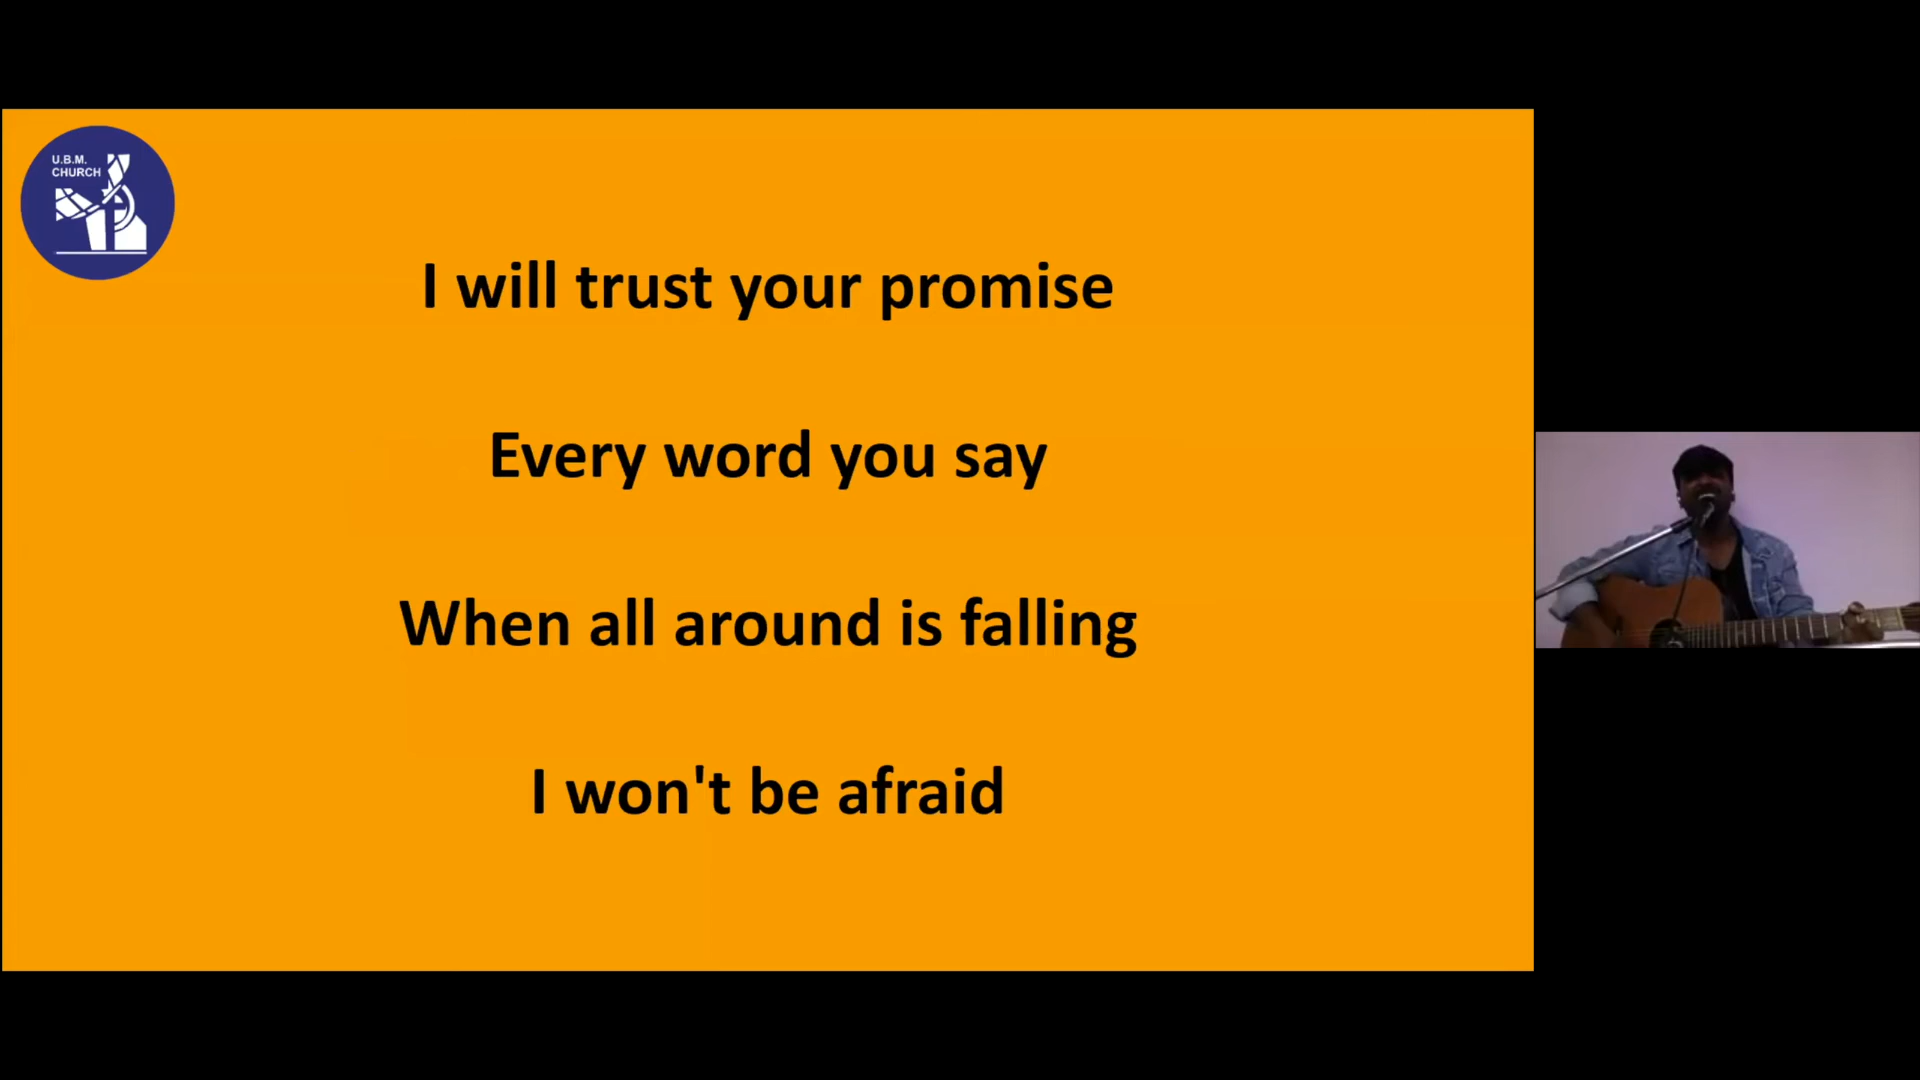 U.B.M.
CHURCH
I will trust your promise
Every word you say
When all around is falling
I won't be afraid